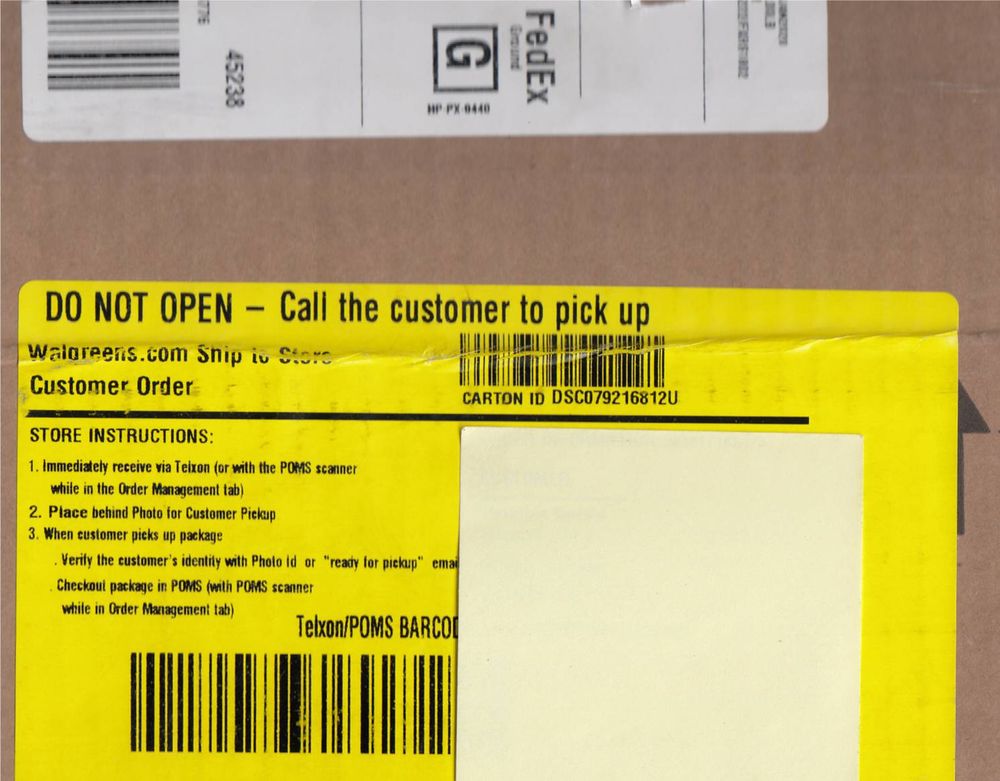 776
45238
FedEx
Ground
G
HP-PX-9440
DO NOT OPEN – Call the customer to pick up
Walgreens.com Ship to Store
Customer Order
CARTON ID DSC079216812U
STORE INSTRUCTIONS:
1. Immediately receive via Telxon (or with the POMS scanner
while in the Order Management tab)
2. Place behind Photo for Customer Pickup
3. When customer picks up package
. Verify the customer's identity with Photo Id or "ready for pickup" emai
. Checkout package in POMS (with POMS scanner
while in Order Management tab)
Telxon/POMS BARCOD